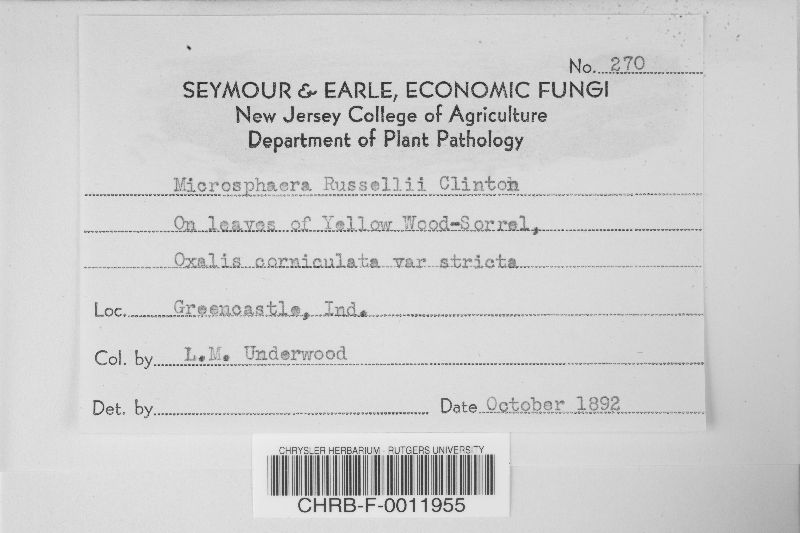 No. 270
SEYMOUR & EARLE, ECONOMIC FUNGI
New Jersey College of Agriculture
Department of Plant Pathology
Microsphaera Russellii Clinton
On leaves of Yellow Wood-Sorrel,
Oxalis corniculata var stricta
Loc. Greencastle, Ind.
Col. by L.M. Underwood
Det. by
Date October 1892
CHRYSLER HERBARIUM - RUTGERS UNIVERSITY
CHRB-F-0011955